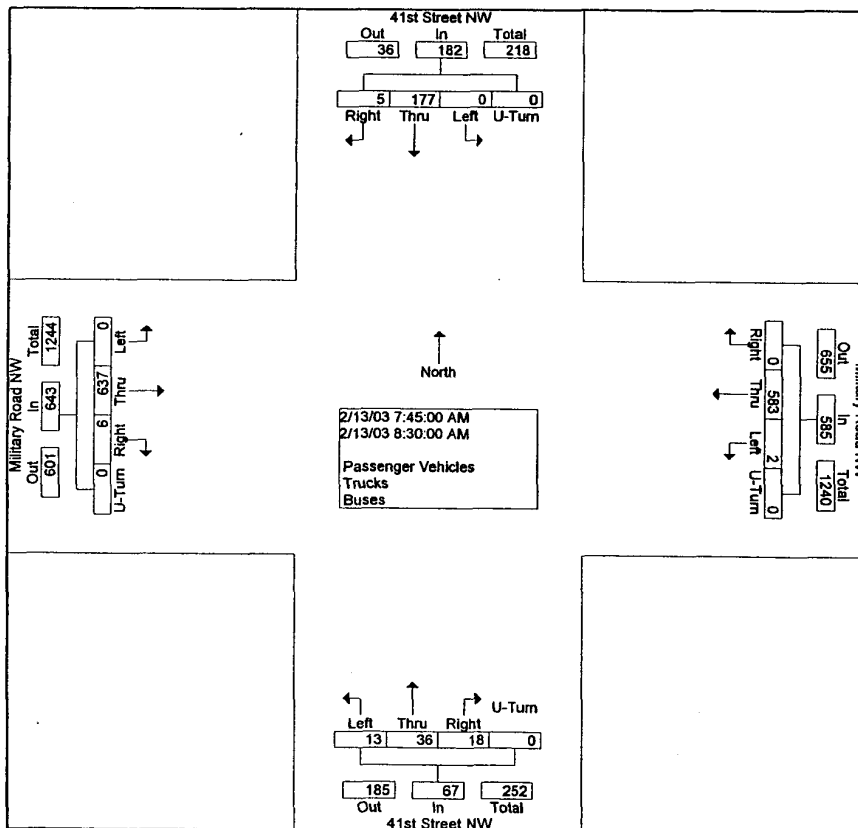 41st Street NW
Out In Total
36 182 218
5 177 0 0
Right Thru Left U-Turn
Military Road NW
Total In Out
1244 643 601
0 637 6 0
Left Thru Right U-Turn
North
2/13/03 7:45:00 AM
2/13/03 8:30:00 AM
Passenger Vehicles
Trucks
Buses
Right Thru Left U-Turn
0 583 2 0
655 585 1240
Out In Total
Left Thru Right U-Turn
13 36 18 0
185 67 252
Out In Total
41st Street NW